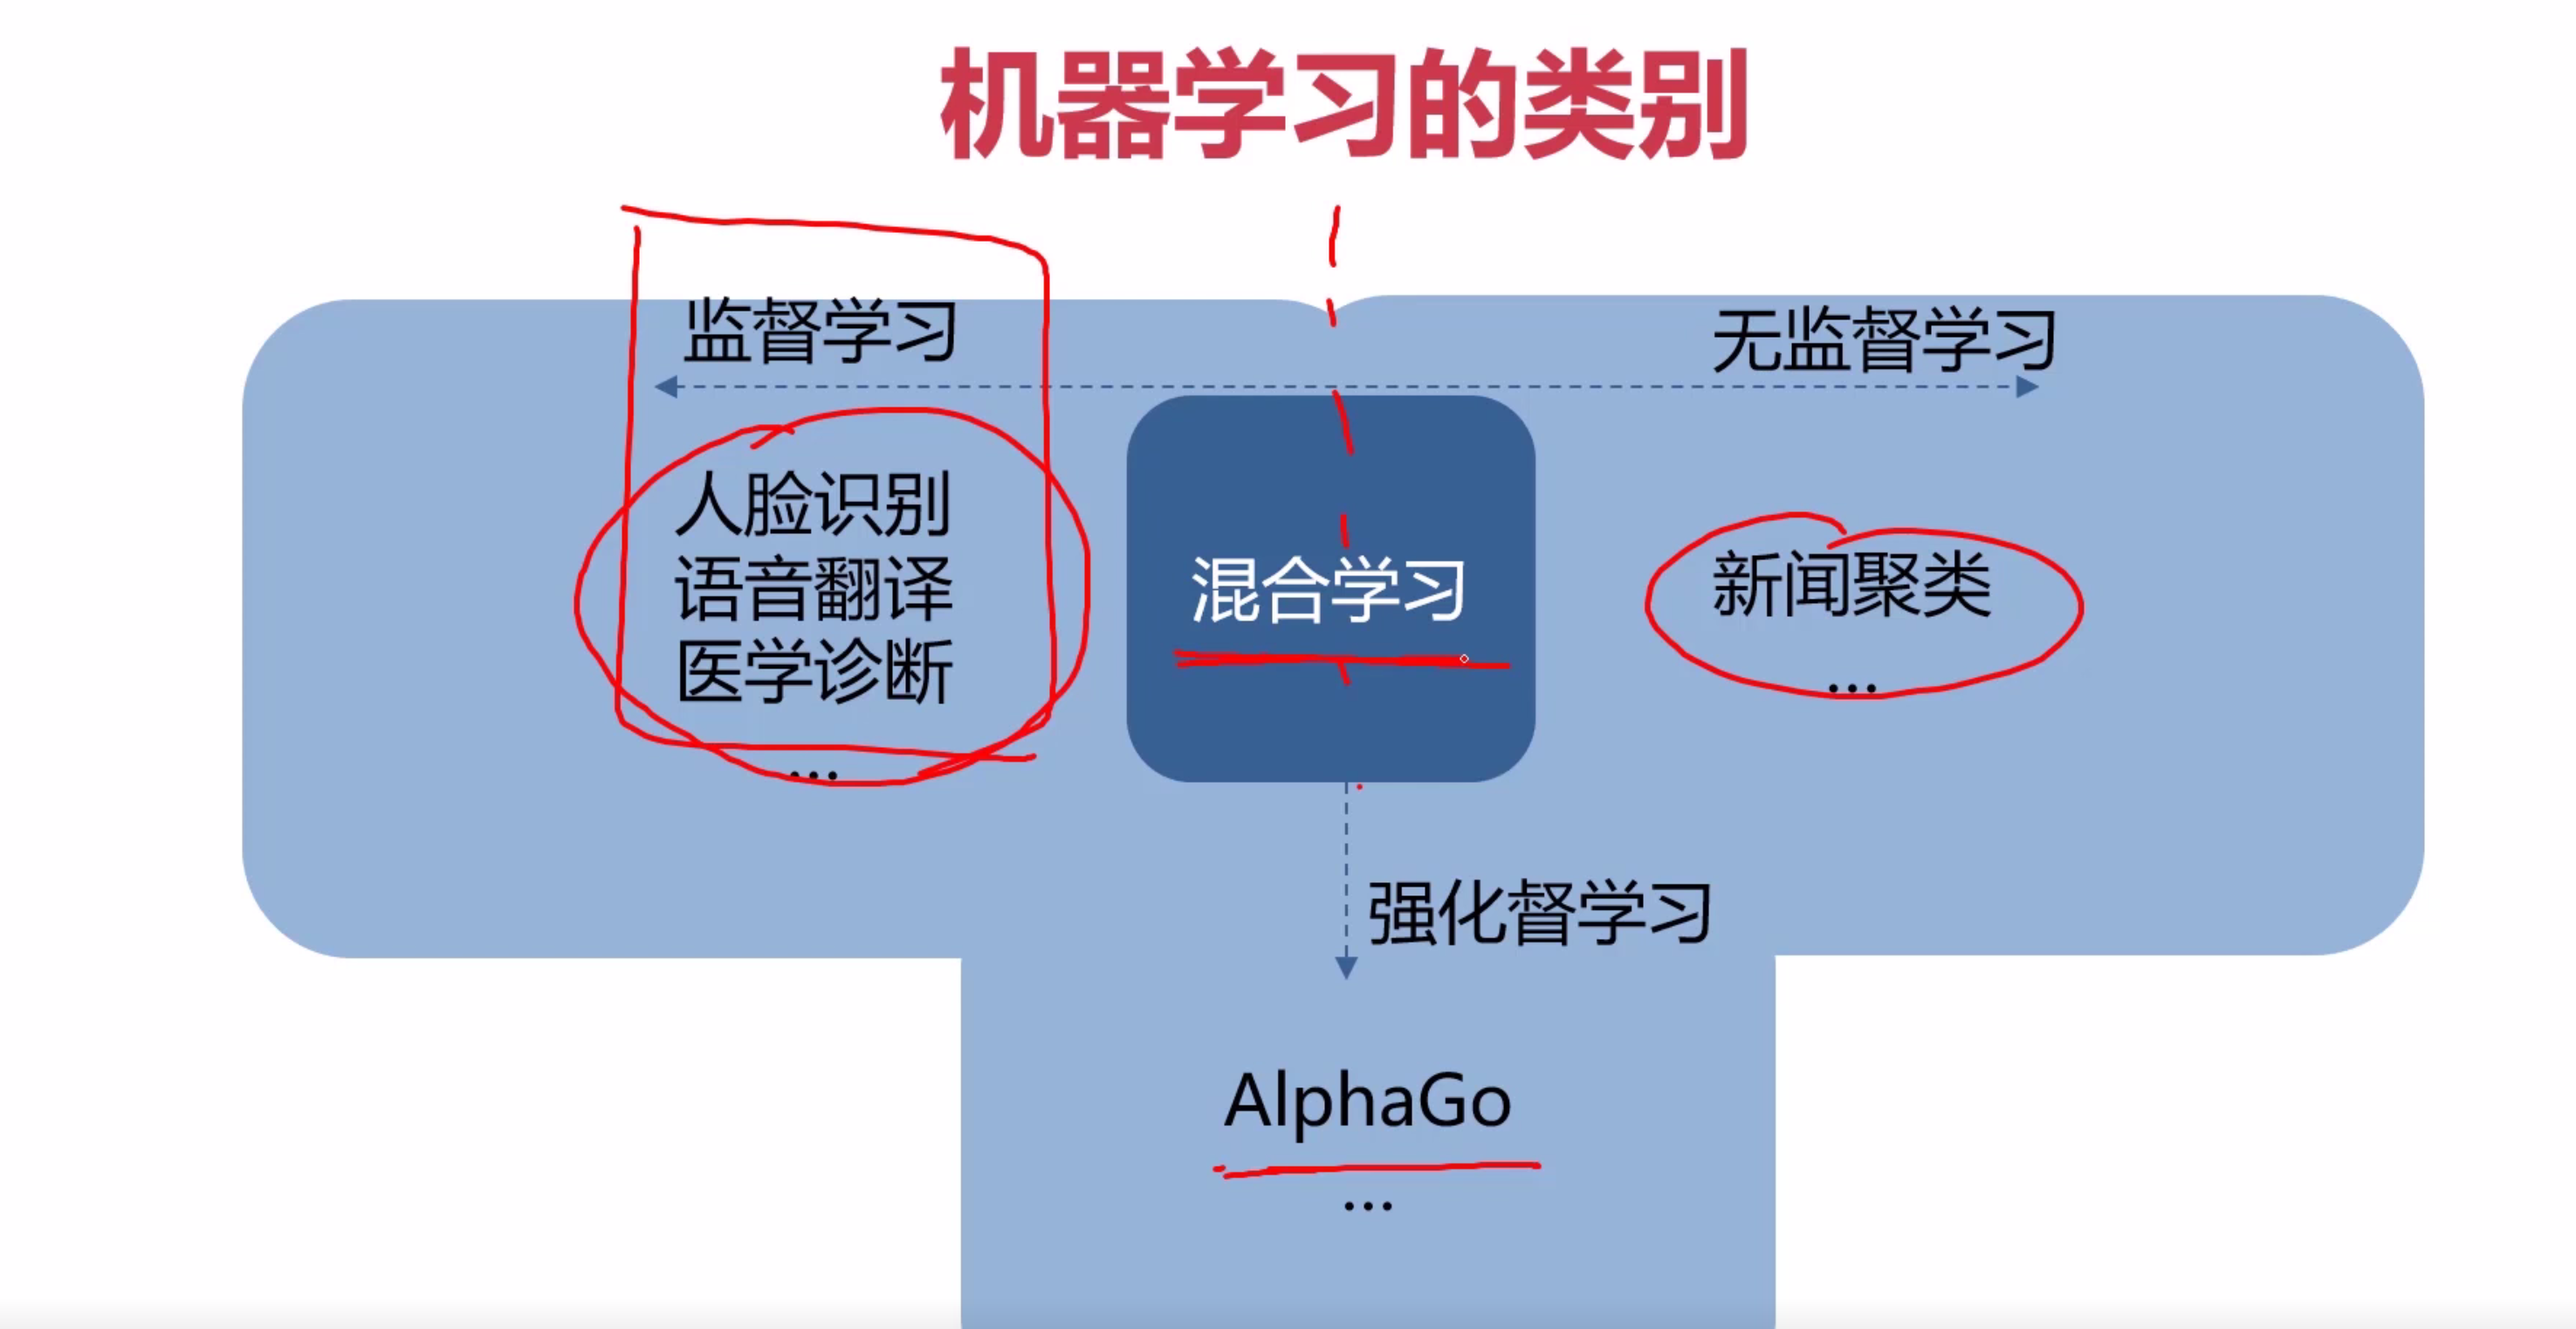 机器学习的类别
监督学习
无监督学习
人脸识别
语音翻译
医学诊断
...
混合学习
新闻聚类
...
强化督学习
AlphaGo
...